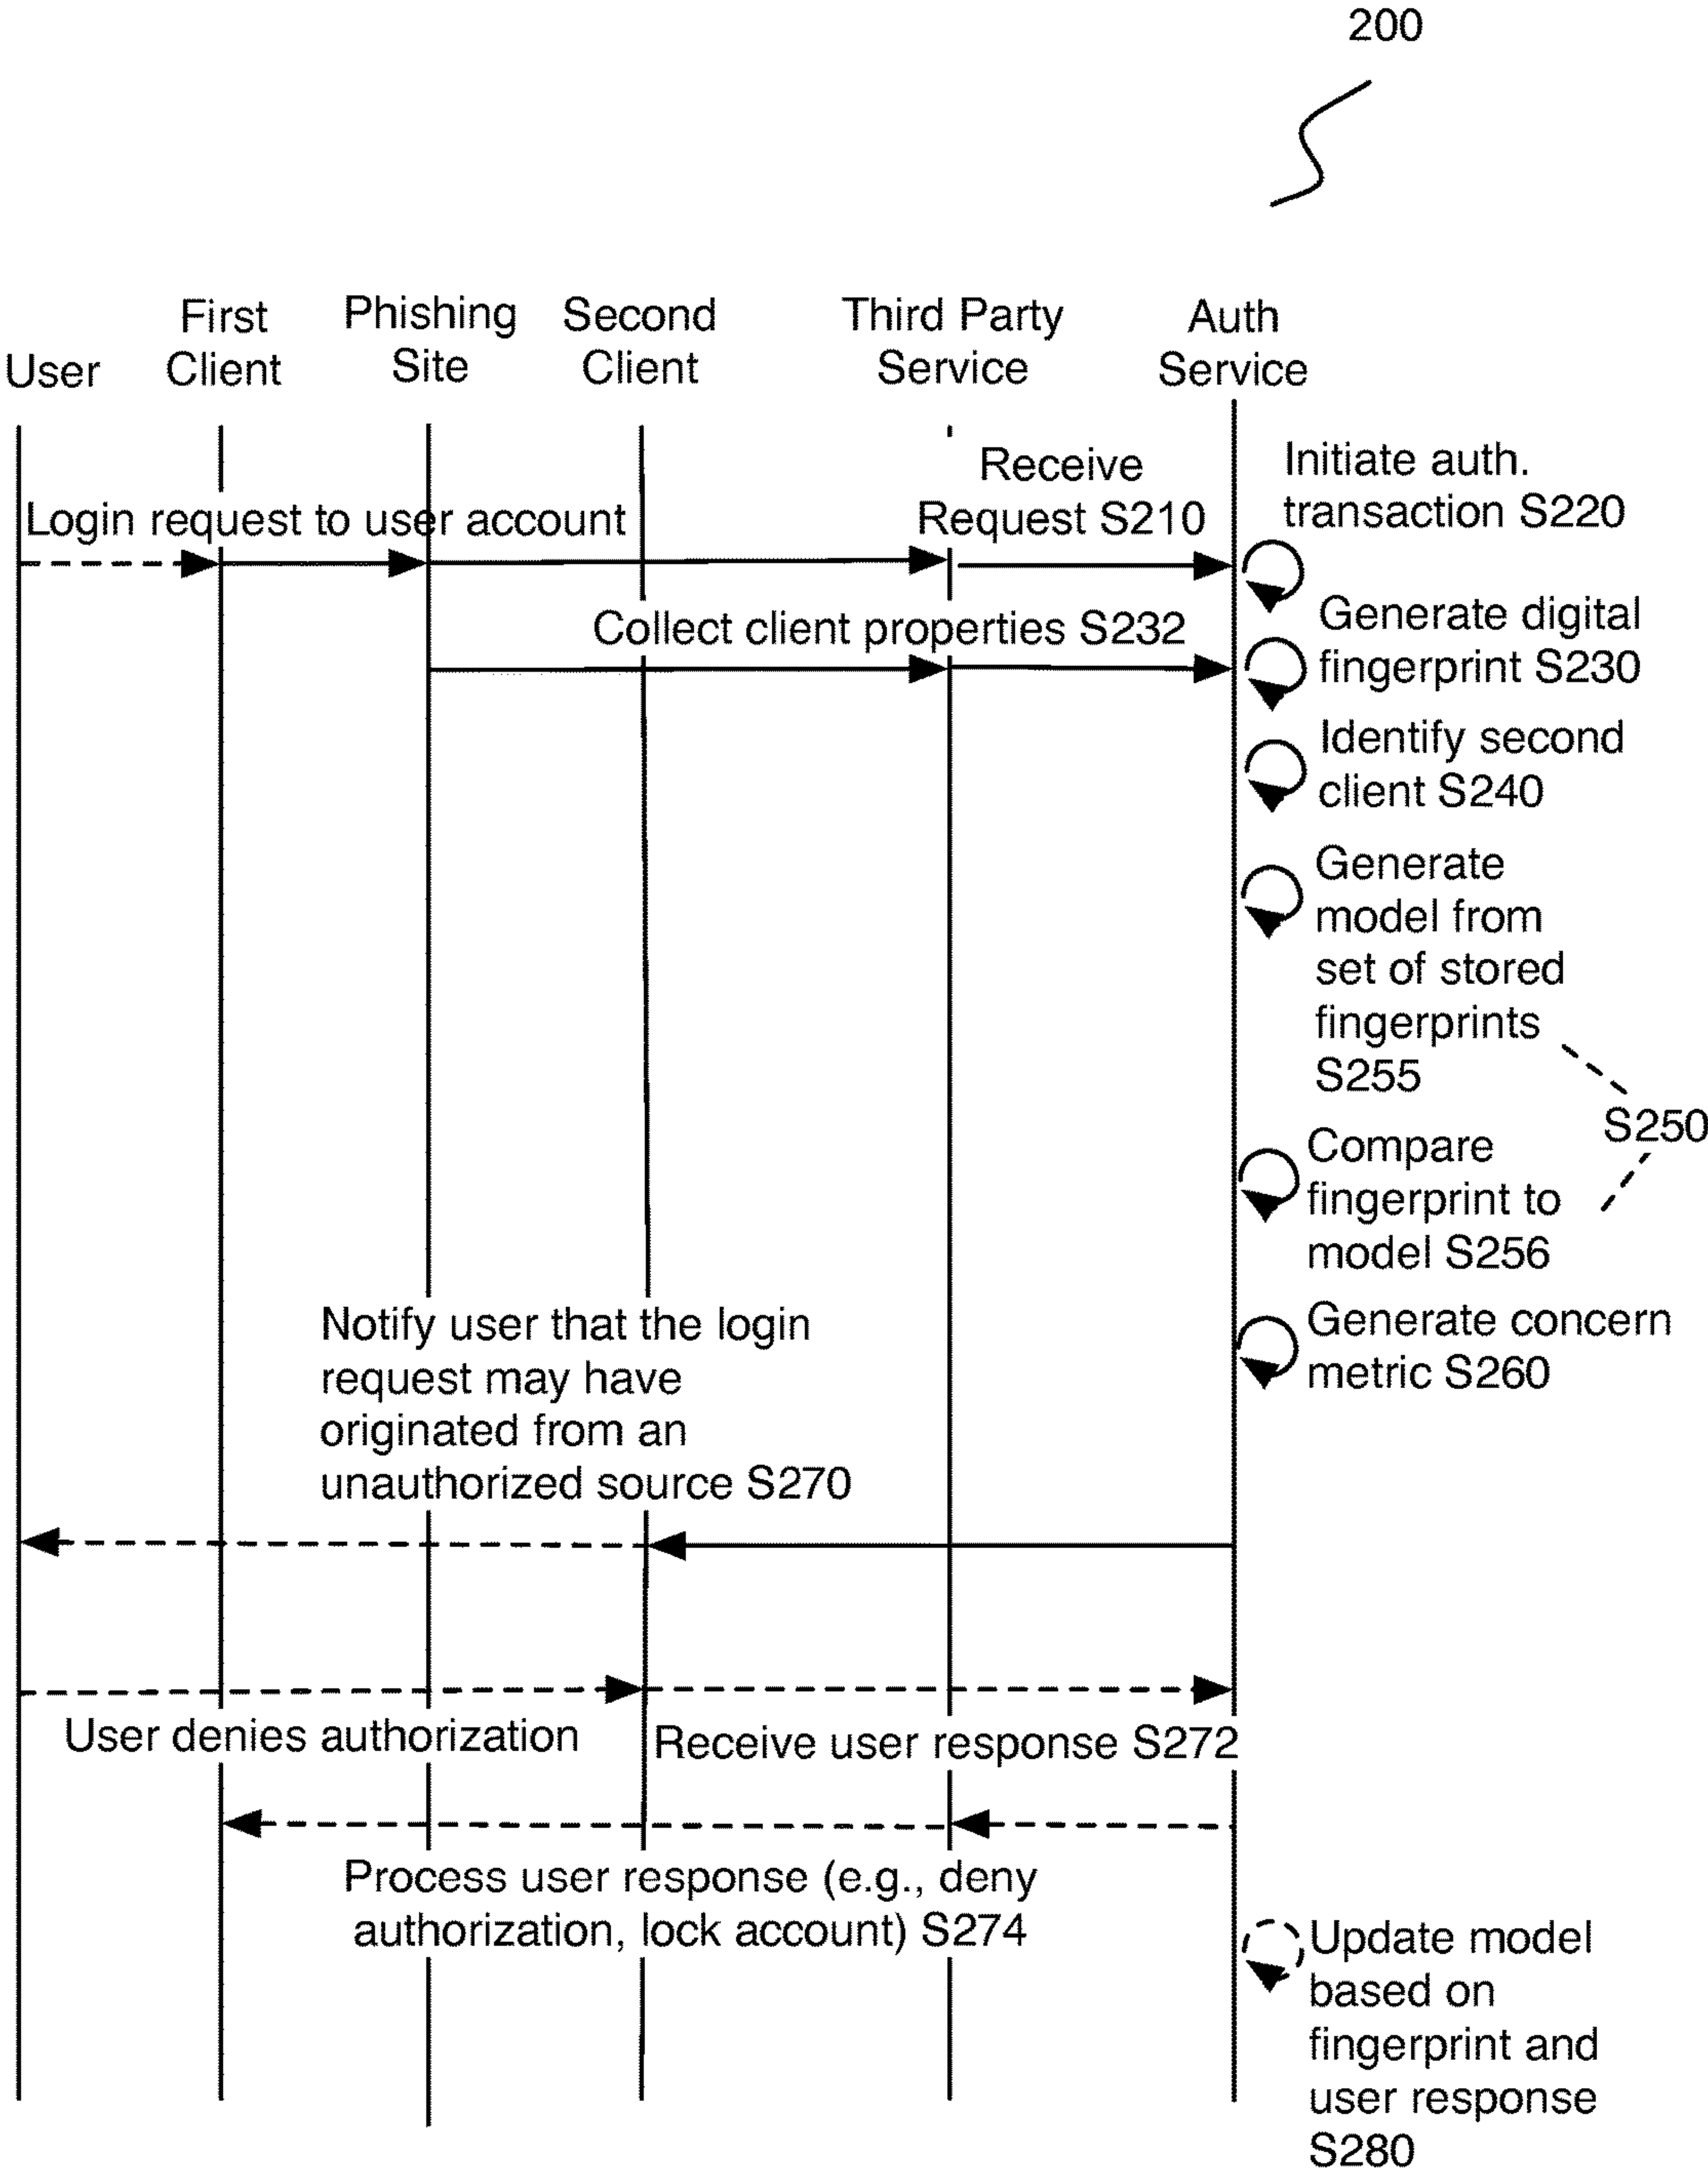 200
User
First
Client
Phishing
Site
Second
Client
Third Party
Service
Auth
Service
Login request to user account
Receive
Request S210
Initiate auth.
transaction S220
Collect client properties S232
Generate digital
fingerprint S230
Identify second
client S240
Generate
model from
set of stored
fingerprints
S255
S250
Compare
fingerprint to
model S256
Generate concern
metric S260
Notify user that the login
request may have
originated from an
unauthorized source S270
User denies authorization
Receive user response S272
Process user response (e.g., deny
authorization, lock account) S274
Update model
based on
fingerprint and
user response
S280